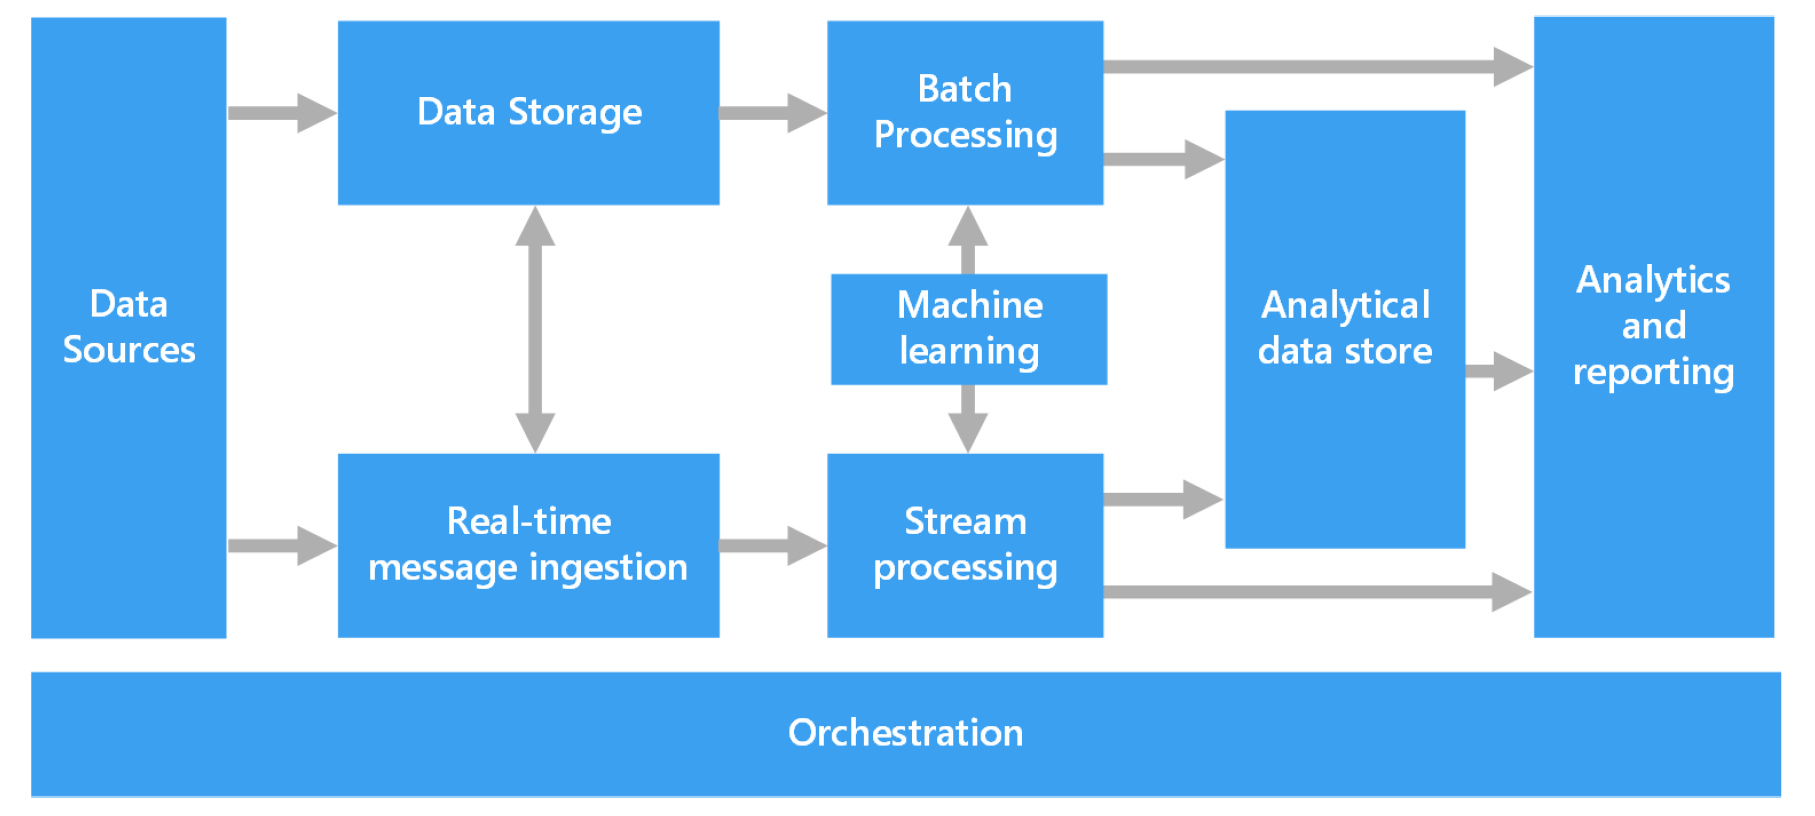 Data
Sources
Data Storage
Real-time
message ingestion
Batch
Processing
Machine
learning
Stream
processing
Analytical
data store
Analytics
and
reporting
Orchestration